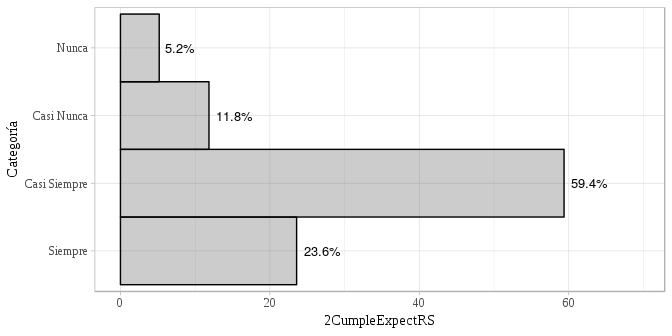 Nunca
5.2%
Casi Nunca
11.8%
Categoría
Casi Siempre
59.4%
Siempre
23.6%
0 20 40 60
2CumpleExpectRS